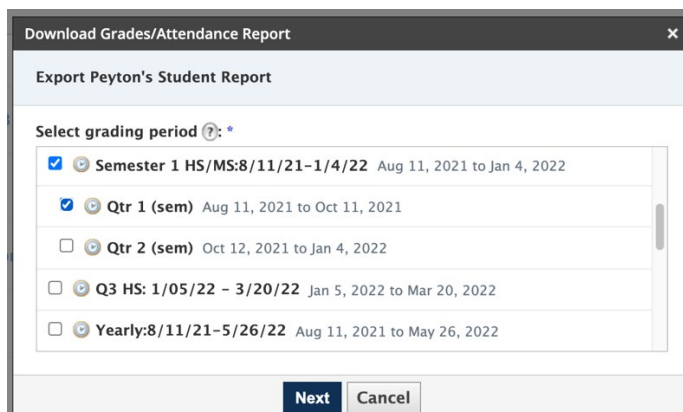 Download Grades/Attendance Report ×
Export Peyton's Student Report
Select grading period ?: *
Semester 1 HS/MS:8/11/21-1/4/22 Aug 11, 2021 to Jan 4, 2022
Qtr 1 (sem) Aug 11, 2021 to Oct 11, 2021
Qtr 2 (sem) Oct 12, 2021 to Jan 4, 2022
Q3 HS: 1/05/22 - 3/20/22 Jan 5, 2022 to Mar 20, 2022
Yearly:8/11/21-5/26/22 Aug 11, 2021 to May 26, 2022
Next Cancel